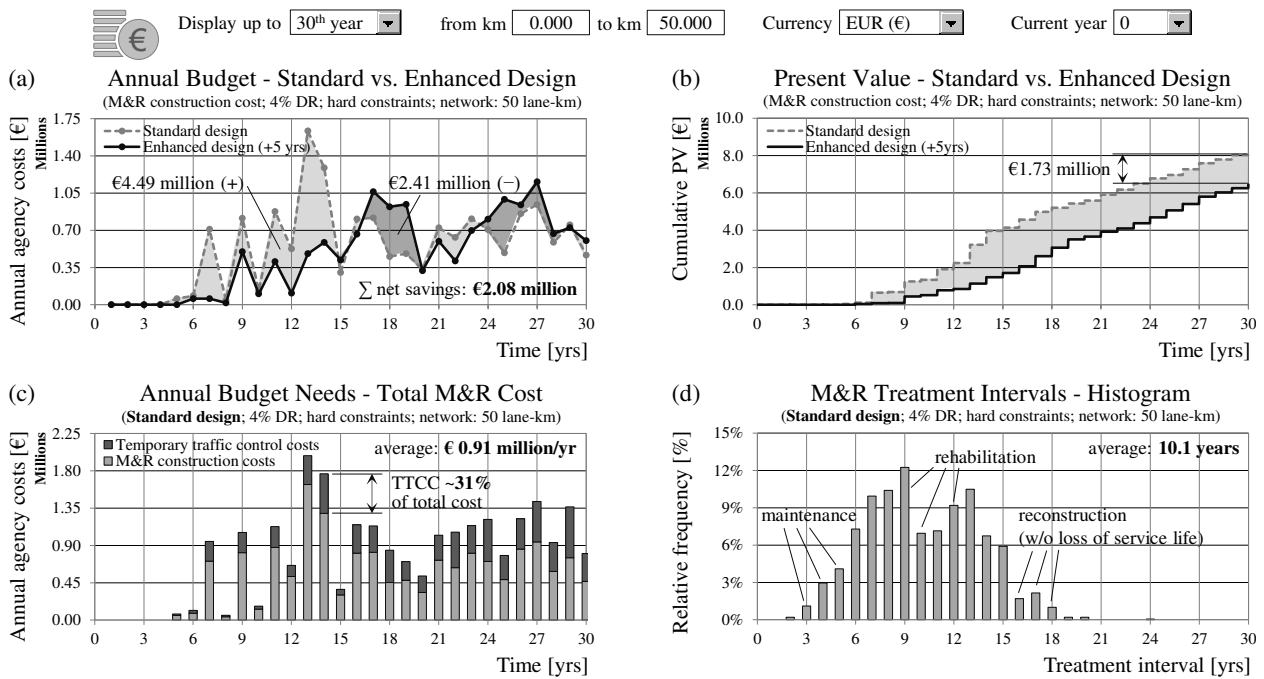 Display up to 30th year from km 0.000 to km 50.000 Currency EUR (€) Current year 0
€
(a) Annual Budget - Standard vs. Enhanced Design
(M&R construction cost; 4% DR; hard constraints; network: 50 lane-km)
Annual agency costs [€]
Millions
1.75
1.40
1.05
0.70
0.35
0.00
Standard design
Enhanced design (+5 yrs)
€4.49 million (+)
€2.41 million (−)
∑ net savings: €2.08 million
0 3 6 9 12 15 18 21 24 27 30
Time [yrs]
(b) Present Value - Standard vs. Enhanced Design
(M&R construction cost; 4% DR; hard constraints; network: 50 lane-km)
Cumulative PV [€]
Millions
10.0
8.0
6.0
4.0
2.0
0.0
Standard design
Enhanced design (+5yrs)
€1.73 million
0 3 6 9 12 15 18 21 24 27 30
Time [yrs]
(c) Annual Budget Needs - Total M&R Cost
(Standard design; 4% DR; hard constraints; network: 50 lane-km)
Annual agency costs [€]
Millions
2.25
1.80
1.35
0.90
0.45
0.00
Temporary traffic control costs
M&R construction costs
average: € 0.91 million/yr
TTCC ~31%
of total cost
0 3 6 9 12 15 18 21 24 27 30
Time [yrs]
(d) M&R Treatment Intervals - Histogram
(Standard design; 4% DR; hard constraints; network: 50 lane-km)
Relative frequency [%]
15%
12%
9%
6%
3%
0%
average: 10.1 years
rehabilitation
maintenance
reconstruction
(w/o loss of service life)
0 3 6 9 12 15 18 21 24 27 30
Treatment interval [yrs]